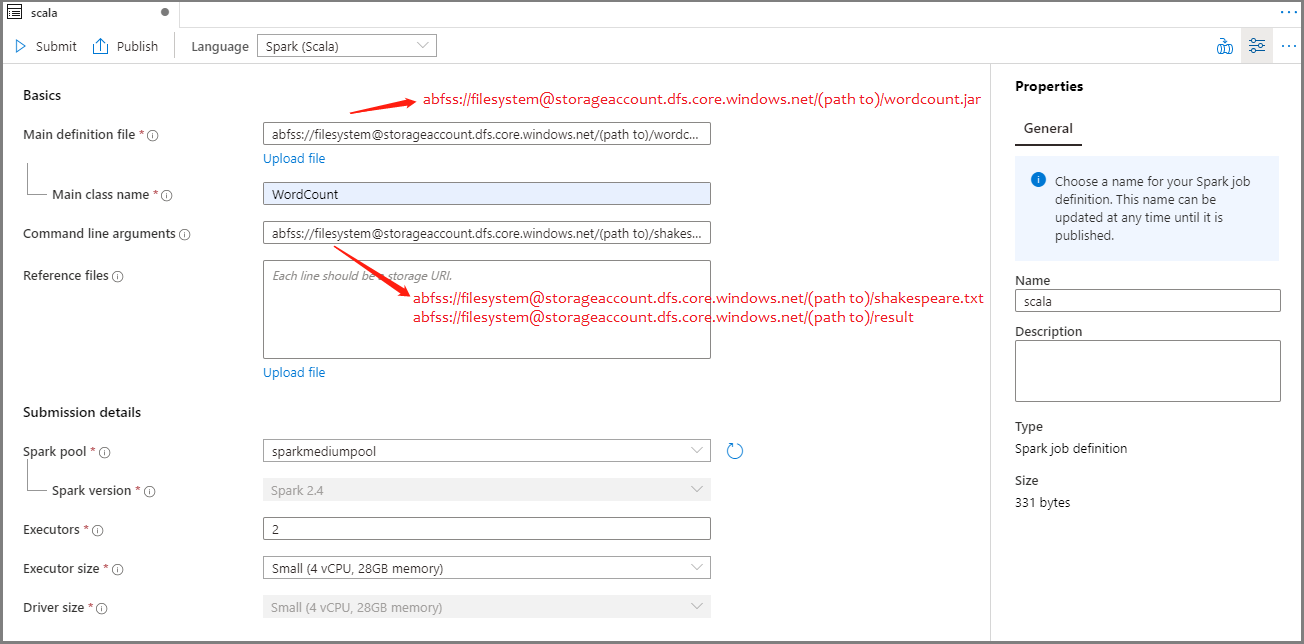 scala
Submit
Publish
Language
Spark (Scala)
Basics
abfss://filesystem@storageaccount.dfs.core.windows.net/(path to)/wordcount.jar
Main definition file *
abfss://filesystem@storageaccount.dfs.core.windows.net/(path to)/wordc...
Upload file
Main class name *
WordCount
Command line arguments
abfss://filesystem@storageaccount.dfs.core.windows.net/(path to)/shakes...
Reference files
Each line should be a storage URI.
abfss://filesystem@storageaccount.dfs.core.windows.net/(path to)/shakespeare.txt
abfss://filesystem@storageaccount.dfs.core.windows.net/(path to)/result
Upload file
Submission details
Spark pool *
sparkmediumpool
Spark version *
Spark 2.4
Executors *
2
Executor size *
Small (4 vCPU, 28GB memory)
Driver size *
Small (4 vCPU, 28GB memory)
Properties
General
Choose a name for your Spark job
definition. This name can be
updated at any time until it is
published.
Name
scala
Description
Type
Spark job definition
Size
331 bytes